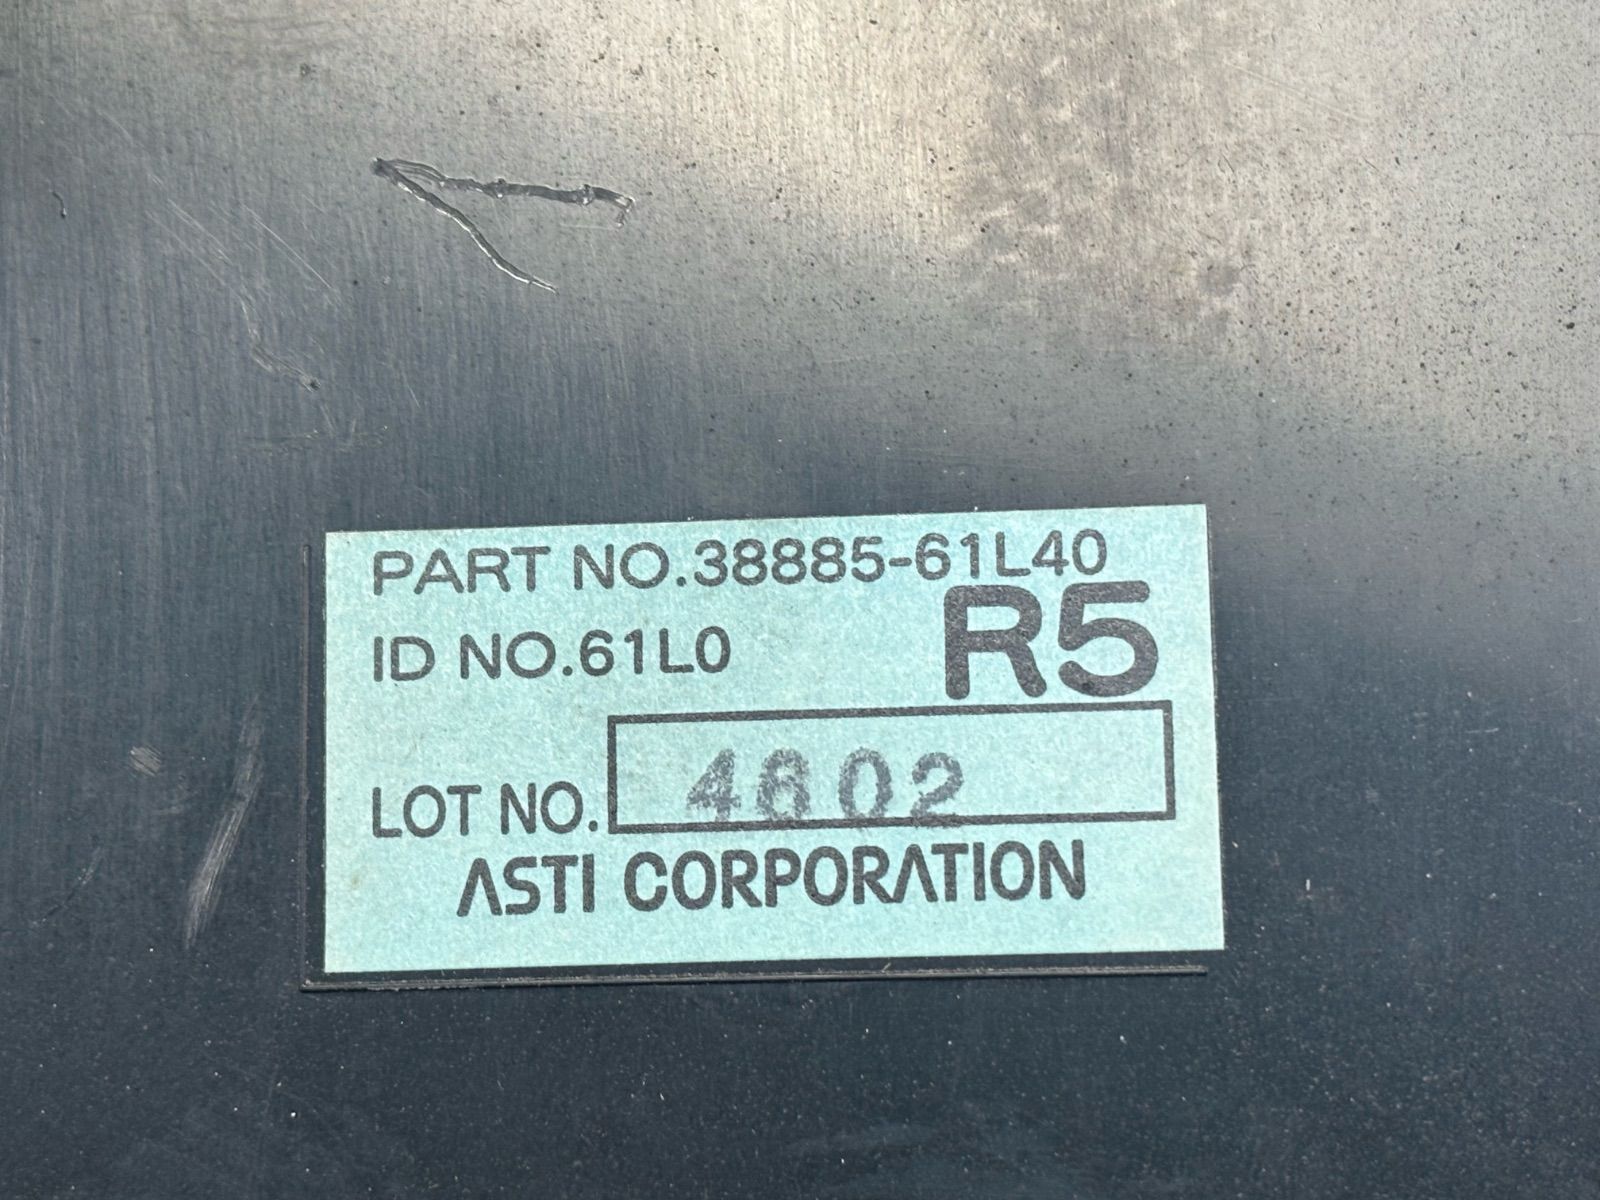 PART NO.38885-61L40
R5
ID NO.61L0
LOT NO. 4602
ASTI CORPORATION